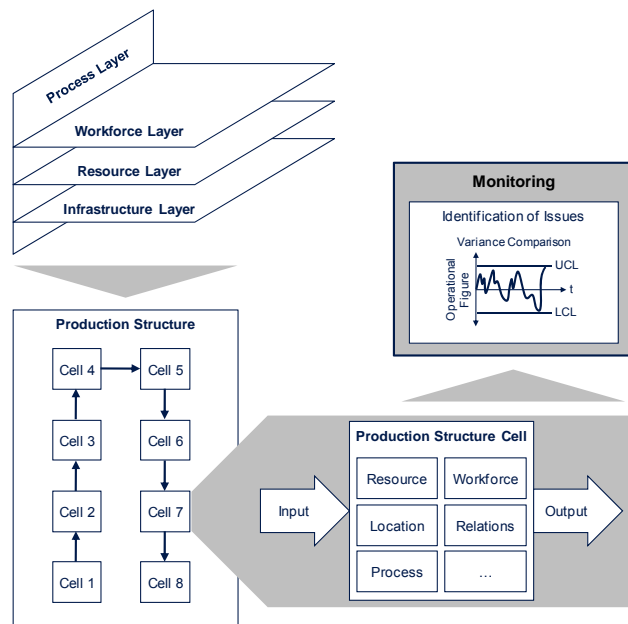 Process Layer
Workforce Layer
Resource Layer
Infrastructure Layer
Monitoring
Identification of Issues
Variance Comparison
Operational
Figure
UCL
t
LCL
Production Structure
Cell 4
Cell 5
Cell 3
Cell 6
Cell 2
Cell 7
Cell 1
Cell 8
Production Structure Cell
Input
Resource
Workforce
Location
Relations
Process
…
Output